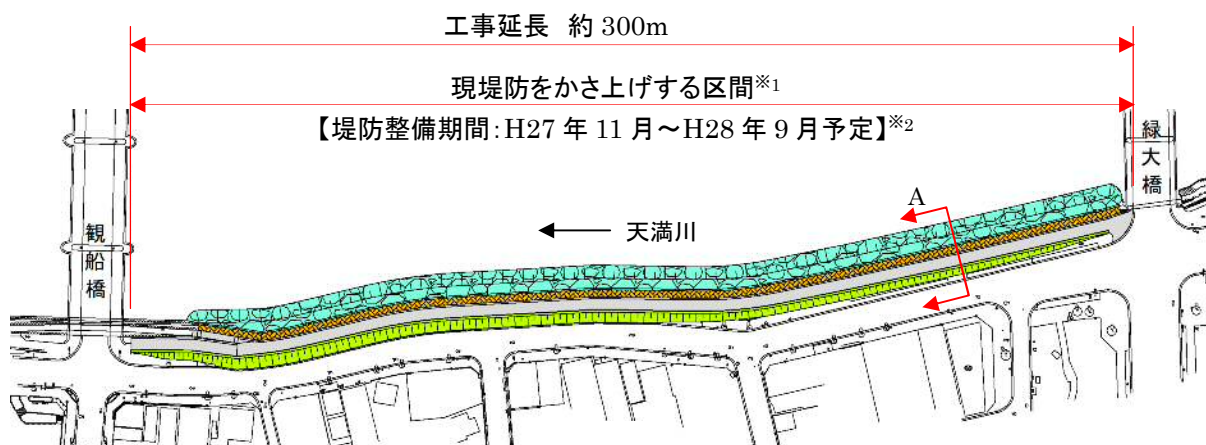 工事延長 約 300m
現堤防をかさ上げする区間※1
【堤防整備期間:H27 年 11 月～H28 年 9 月予定】※2
緑大橋
A
天満川
観船橋